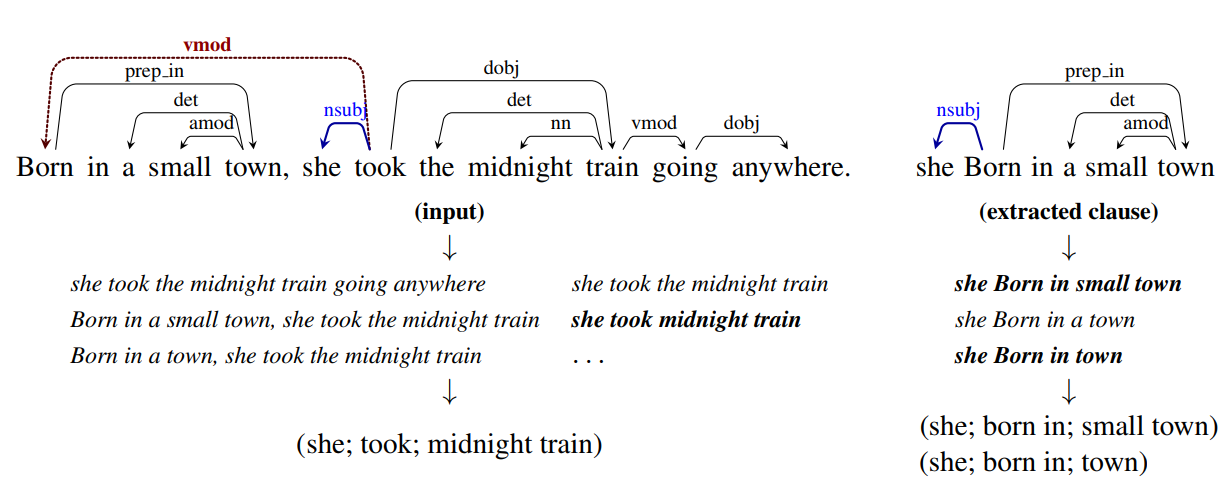 vmod
prep_in
dobj
prep_in
det
det
det
nsubj
amod
nn
vmod
dobj
nsubj
amod
Born in a small town, she took the midnight train going anywhere.
she Born in a small town
(input)
(extracted clause)
↓
↓
she took the midnight train going anywhere
she took the midnight train
she Born in small town
Born in a small town, she took the midnight train
she took midnight train
she Born in a town
Born in a town, she took the midnight train
...
she Born in town
↓
↓
(she; took; midnight train)
(she; born in; small town)
(she; born in; town)